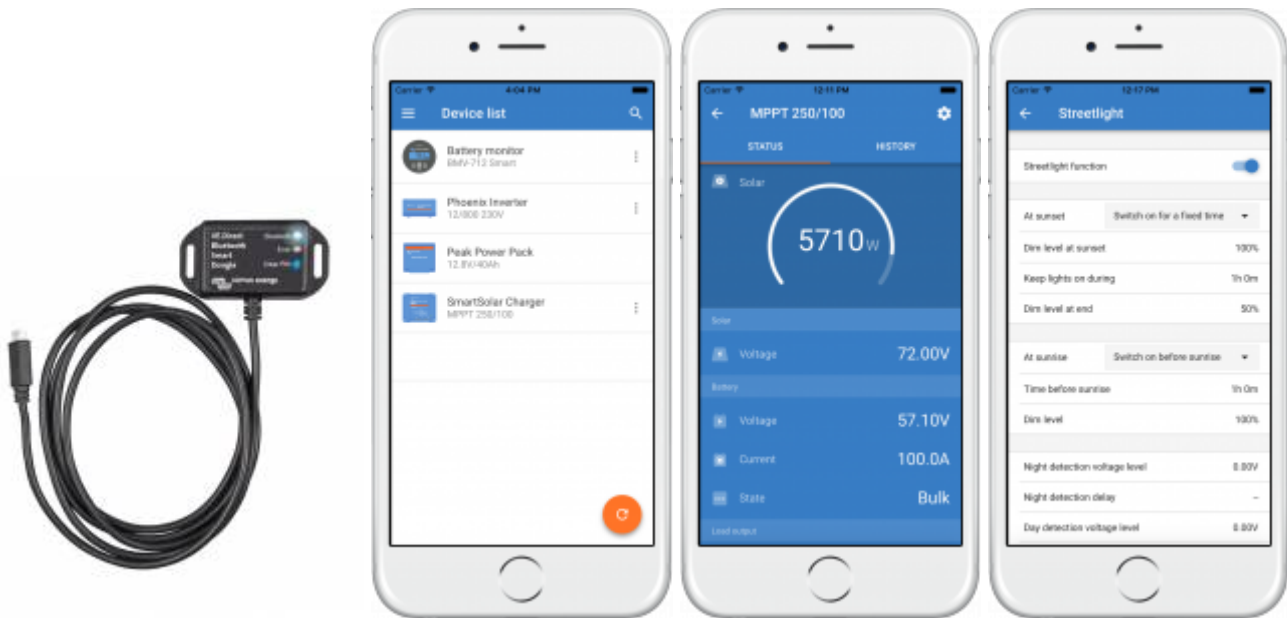 VE.Direct
Bluetooth
Smart
Dongle
victron energy
Carrier
4:04 PM
Device list
Battery monitor
BMV-712 Smart
Phoenix Inverter
12/800 230V
Peak Power Pack
12.8V/40Ah
SmartSolar Charger
MPPT 250/100
Carrier
12:11 PM
MPPT 250/100
STATUS
HISTORY
Solar
5710W
Solar
Voltage
72.00V
Battery
Voltage
57.10V
Current
100.0A
State
Bulk
Load output
Carrier
12:17 PM
Streetlight
Streetlight function
At sunset
Switch on for a fixed time
Dim level at sunset
100%
Keep lights on during
1h 0m
Dim level at end
50%
At sunrise
Switch on before sunrise
Time before sunrise
1h 0m
Dim level
100%
Night detection voltage level
0.00V
Night detection delay
–
Day detection voltage level
0.00V